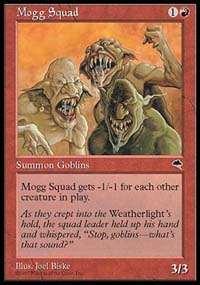 Mogg Squad
Summon Goblins
Mogg Squad gets -1/-1 for each other
creature in play.
As they crept into the Weatherlight's
hold, the squad leader held up his hand
and whispered, "Stop, goblins—what's
that sound?"
Illus. Joel Biske
3/3